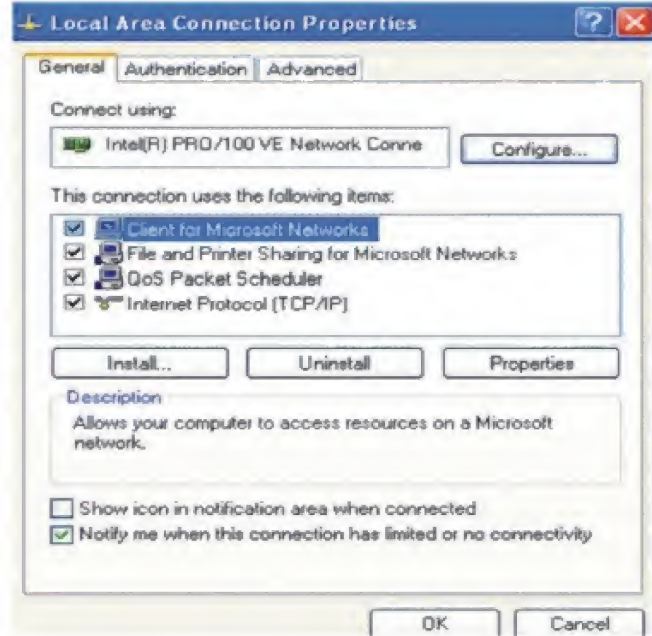 Local Area Connection Properties
General Authentication Advanced
Connect using:
Intel(R) PRO/100 VE Network Conne Configure...
This connection uses the following items:
Client for Microsoft Networks
File and Printer Sharing for Microsoft Networks
QoS Packet Scheduler
Internet Protocol (TCP/IP)
Install... Uninstall Properties
Description
Allows your computer to access resources on a Microsoft
network.
Show icon in notification area when connected
Notify me when this connection has limited or no connectivity
OK Cancel